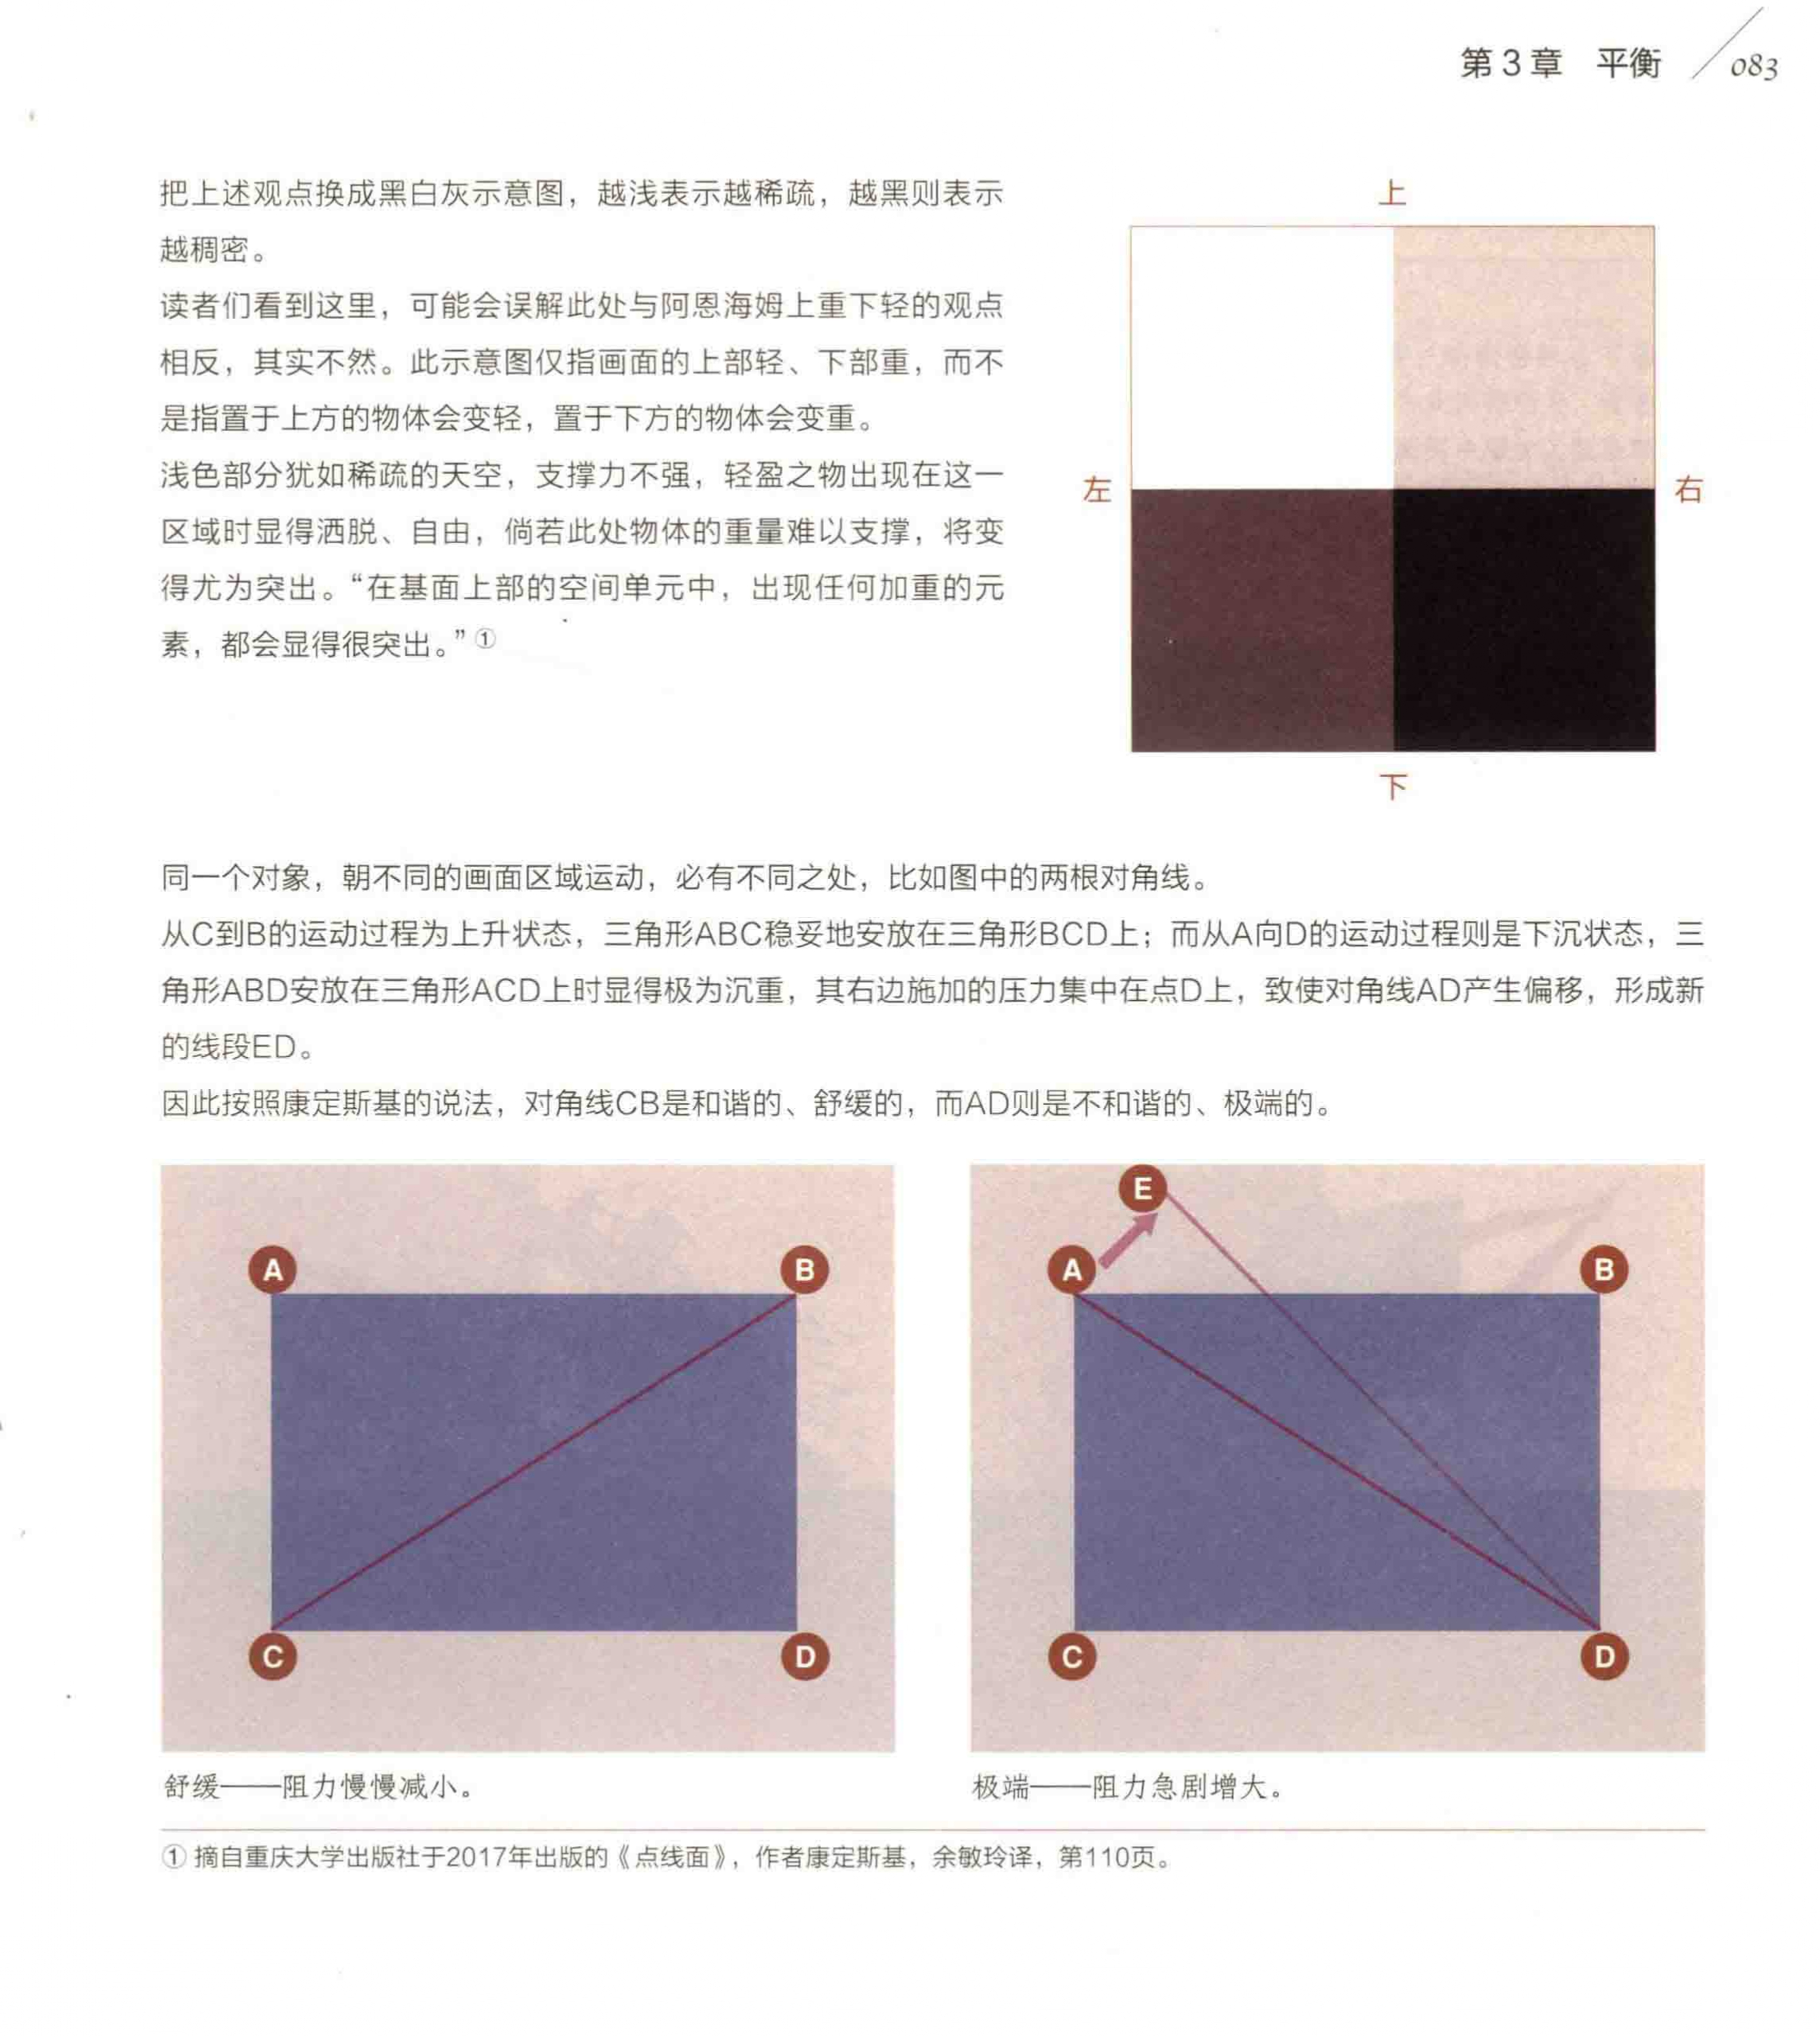 第3章 平衡 083
把上述观点换成黑白灰示意图，越浅表示越稀疏，越黑则表示
越稠密。
读者们看到这里，可能会误解此处与阿恩海姆上重下轻的观点
相反，其实不然。此示意图仅指画面的上部轻、下部重，而不
是指置于上方的物体会变轻，置于下方的物体会变重。
浅色部分犹如稀疏的天空，支撑力不强，轻盈之物出现在这一
区域时显得洒脱、自由，倘若此处物体的重量难以支撑，将变
得尤为突出。“在基面上部的空间单元中，出现任何加重的元
素，都会显得很突出。”①
上
左
右
下
同一个对象，朝不同的画面区域运动，必有不同之处，比如图中的两根对角线。
从C到B的运动过程为上升状态，三角形ABC稳妥地安放在三角形BCD上；而从A向D的运动过程则是下沉状态，三
角形ABD安放在三角形ACD上时显得极为沉重，其右边施加的压力集中在点D上，致使对角线AD产生偏移，形成新
的线段ED。
因此按照康定斯基的说法，对角线CB是和谐的、舒缓的，而AD则是不和谐的、极端的。
A
B
C
D
E
A
B
C
D
舒缓——阻力慢慢减小。
极端——阻力急剧增大。
① 摘自重庆大学出版社于2017年出版的《点线面》，作者康定斯基，余敏玲译，第110页。